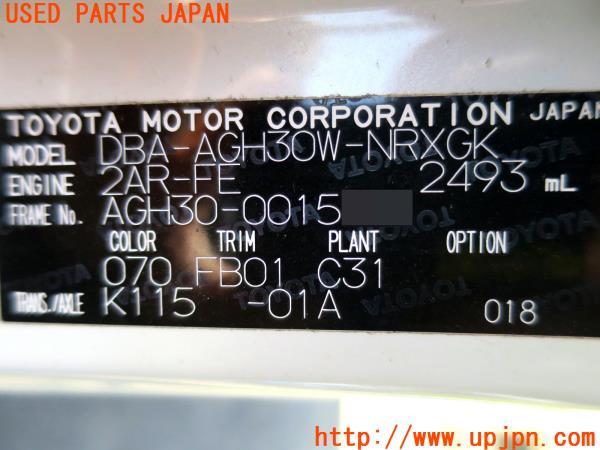 USED PARTS JAPAN
TOYOTA MOTOR CORPORATION JAPAN
MODEL DBA-AGH30W-NRXGK
ENGINE 2AR-FE 2493 mL
FRAME No. AGH30-0015
COLOR TRIM PLANT OPTION
070 FB01 C31
TRANS./AXLE K115 -01A 018
http://www.upjpn.com/